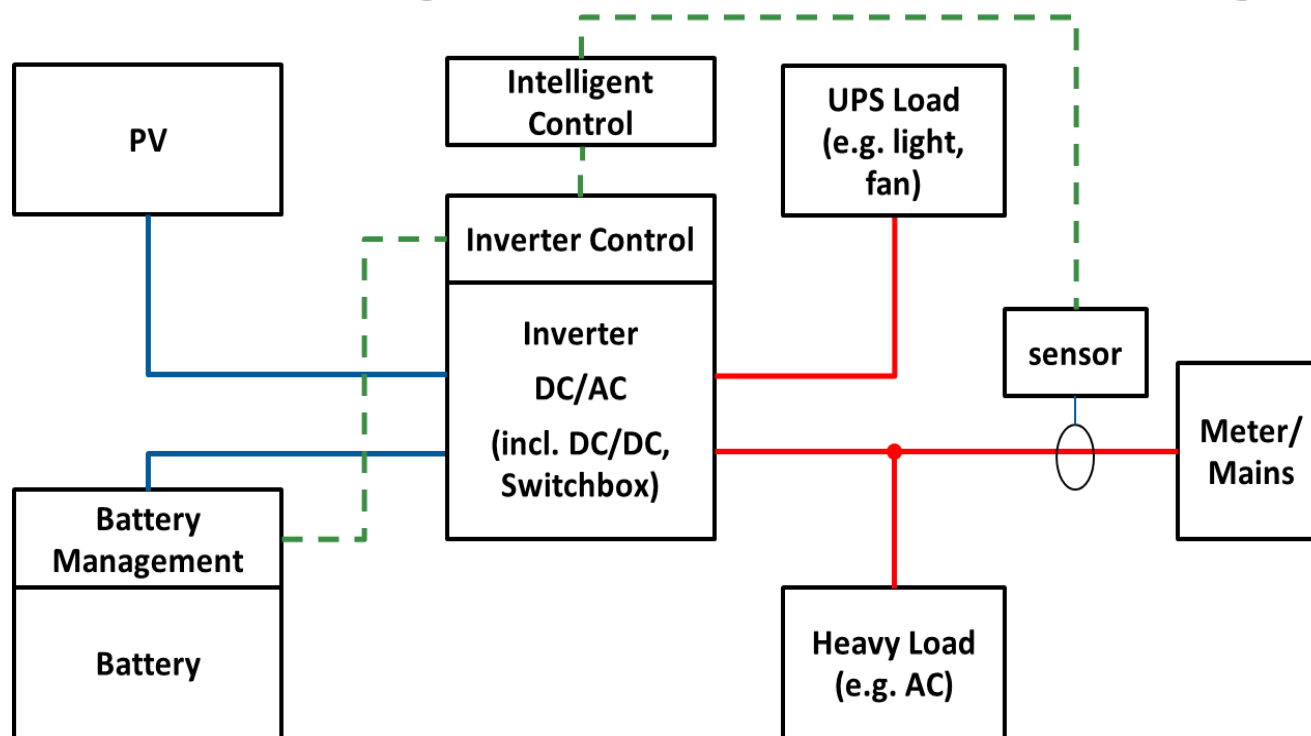 PV
Intelligent
Control
UPS Load
(e.g. light,
fan)
Inverter Control
Inverter
DC/AC
(incl. DC/DC,
Switchbox)
sensor
Meter/
Mains
Battery
Management
Battery
Heavy Load
(e.g. AC)